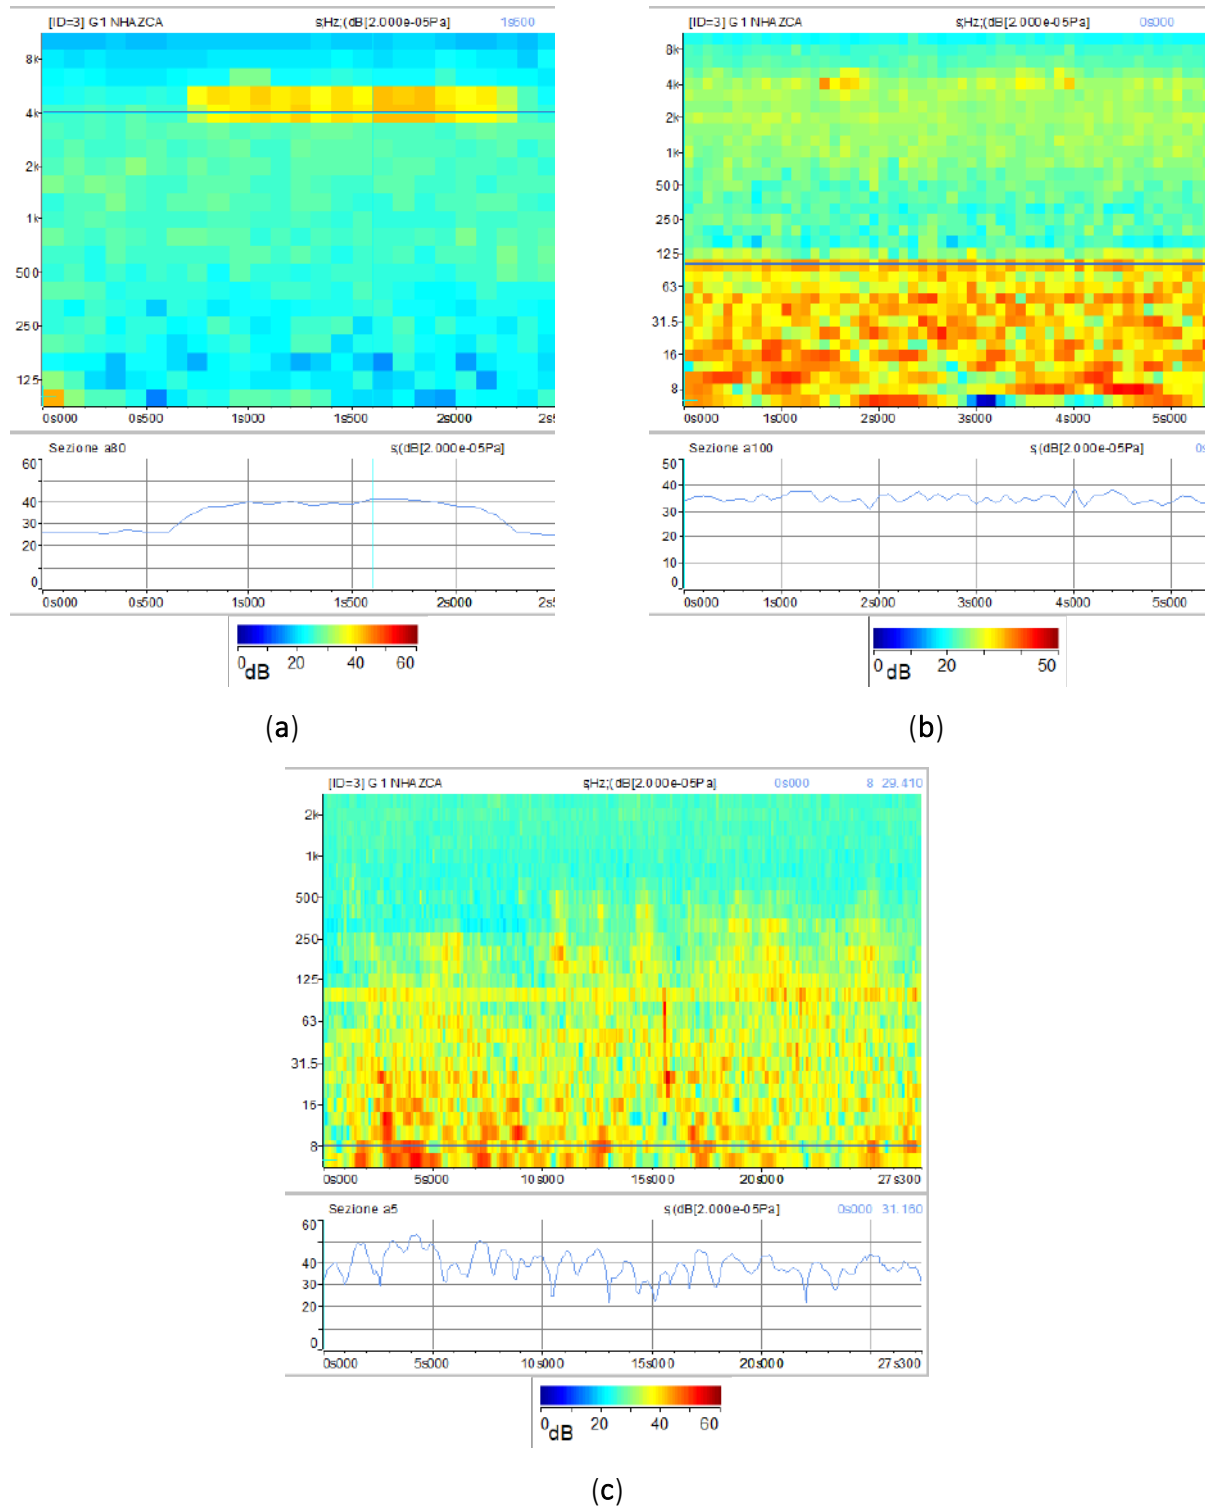 [ID=3] G1 NHAZCA s;Hz;(dB[2.000e-05Pa] 1s600
8k
4k
2k
1k
500
250
125
0s000 0s500 1s000 1s500 2s000 2s5
Sezione a80 s;(dB[2.000e-05Pa]
60
40
30
20
0
0s000 0s500 1s000 1s500 2s000 2s5
0 dB 20 40 60
(a)
[ID=3] G1 NHAZCA s;Hz;(dB[2.000e-05Pa] 0s000
8k
4k
2k
1k
500
250
125
63
31.5
16
8
0s000 1s000 2s000 3s000 4s000 5s000
Sezione a100 s;(dB[2.000e-05Pa] 0s
50
40
30
20
10
0
0s000 1s000 2s000 3s000 4s000 5s000
0 dB 20 50
(b)
[ID=3] G1 NHAZCA s;Hz;(dB[2.000e-05Pa] 0s000 8 29.410
2k
1k
500
250
125
63
31.5
16
8
0s000 5s000 10s000 15s000 20s000 27s300
Sezione a5 s;(dB[2.000e-05Pa] 0s000 31.160
60
40
30
20
0
0s000 5s000 10s000 15s000 20s000 27s300
0 dB 20 40 60
(c)